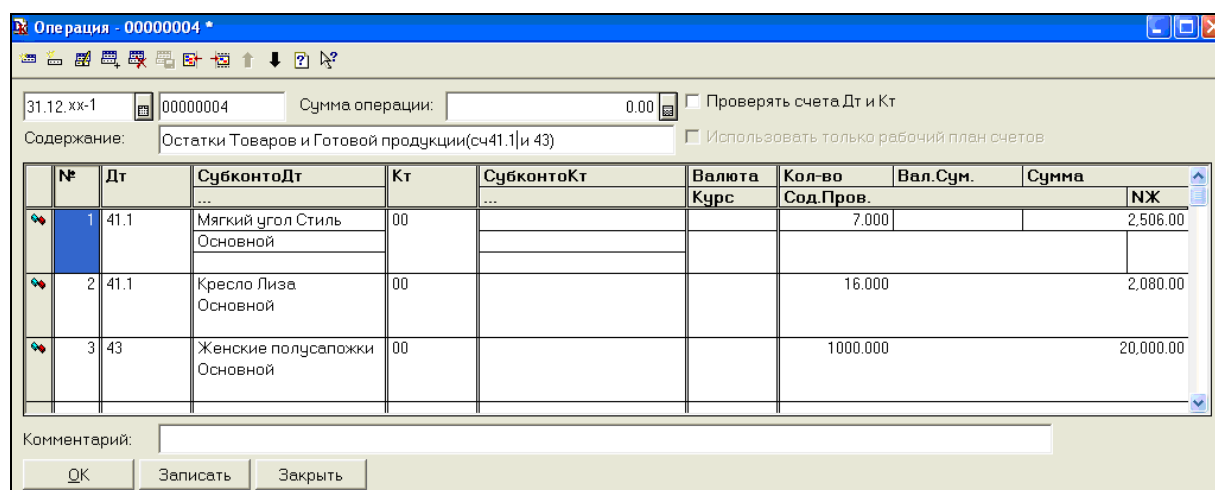 Операция - 00000004 *
31.12.xx-1 00000004 Сумма операции: 0.00 Проверять счета Дт и Кт
Содержание: Остатки Товаров и Готовой продукции(сч41.1 и 43) Использовать только рабочий план счетов
№ Дт СубконтоДт Кт СубконтоКт Валюта Кол-во Вал.Сум. Сумма
... ... Курс Сод.Пров. NЖ
1 41.1 Мягкий угол Стиль 00 7.000 2,506.00
Основной
2 41.1 Кресло Лиза 00 16.000 2,080.00
Основной
3 43 Женские полусапожки 00 1000.000 20,000.00
Основной
Комментарий:
OK Записать Закрыть